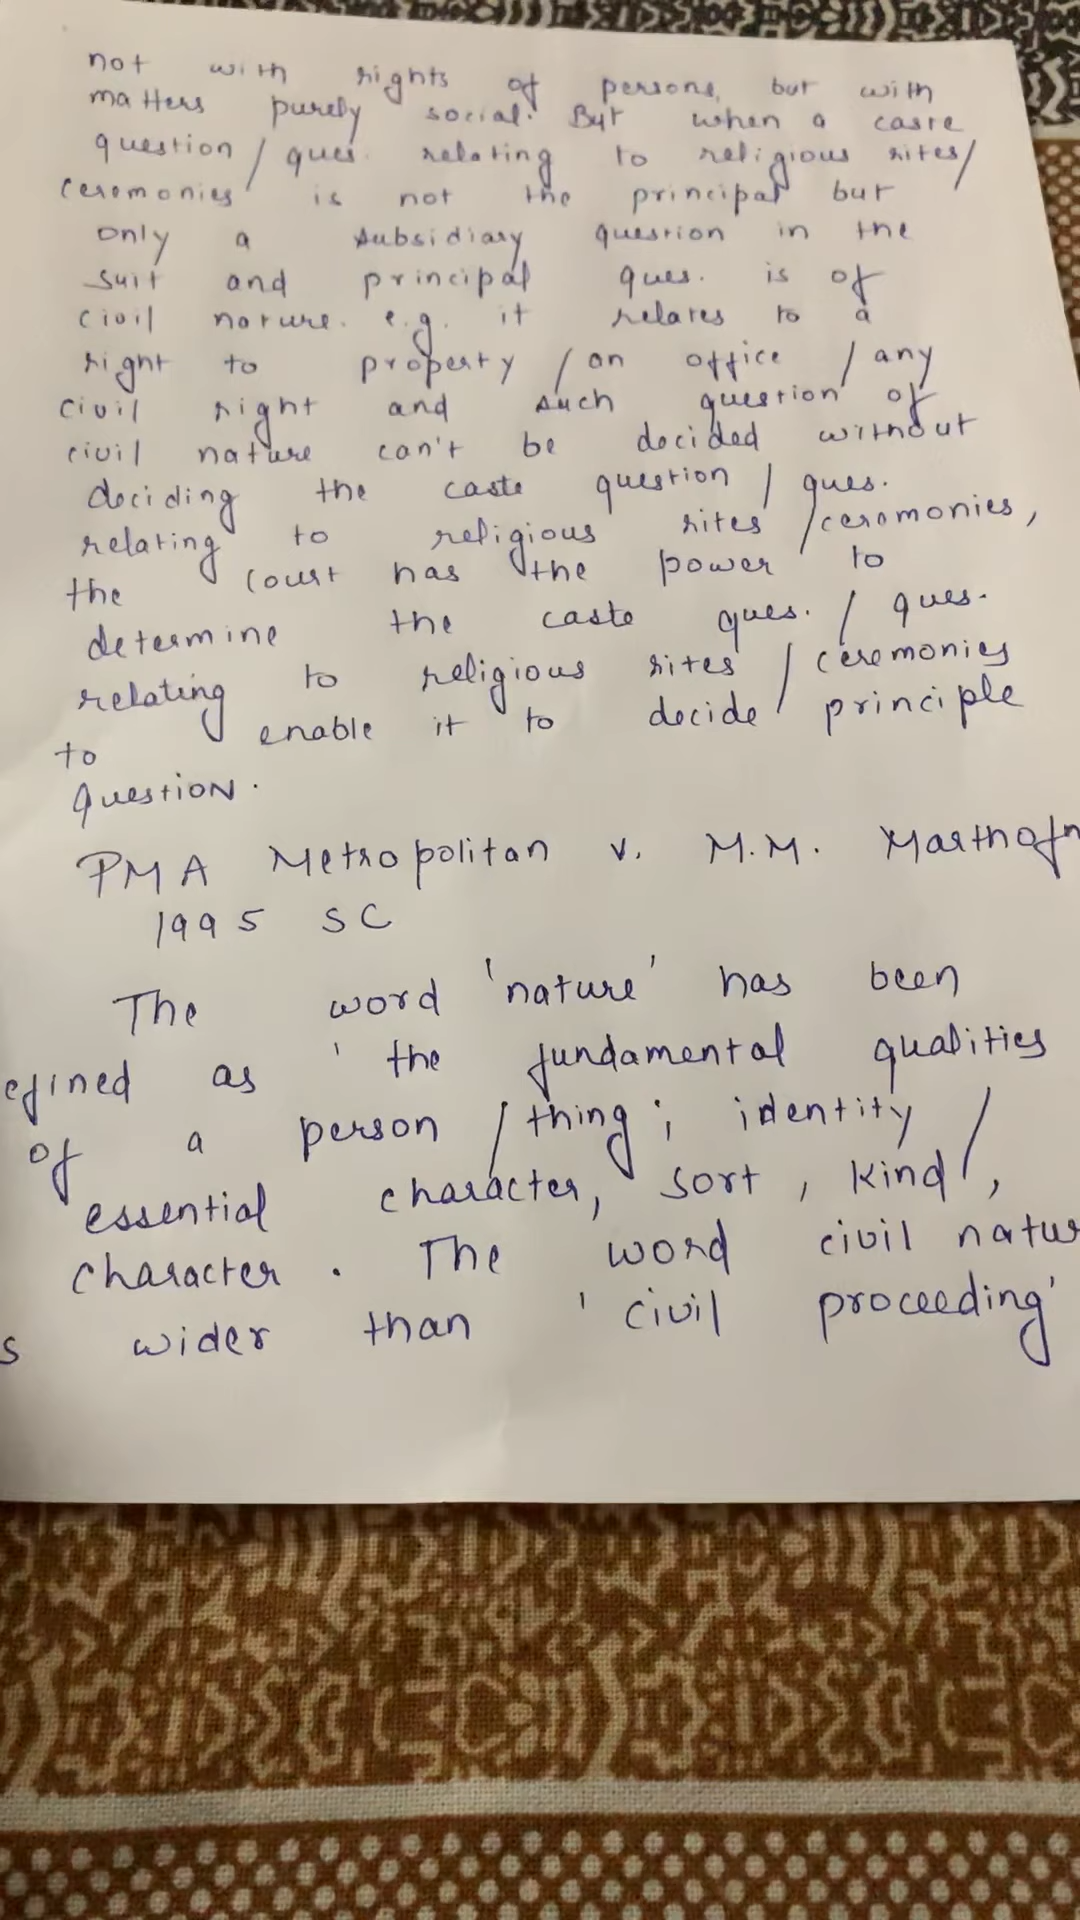 not with rights of persons, but with
matters purely social. But when a caste
question / ques. relating to religious rites/
ceremonies is not the principal but
only a subsidiary question in the
suit and principal ques. is of
civil nature. e.g. it relates to a
right to property / an office / any
civil right and such question of
civil nature can't be decided without
deciding the caste question / ques.
relating to religious rites / ceremonies,
the court has the power to
determine the caste ques. / ques.
relating to religious rites / ceremonies
to enable it to decide principle
question.
PMA Metropolitan v. M.M. Marthom
1995 SC
The word 'nature' has been
efined as 'the fundamental qualities
of a person / thing; identity /
essential character, sort, kind,
character. The word civil natur
s wider than 'civil proceeding'